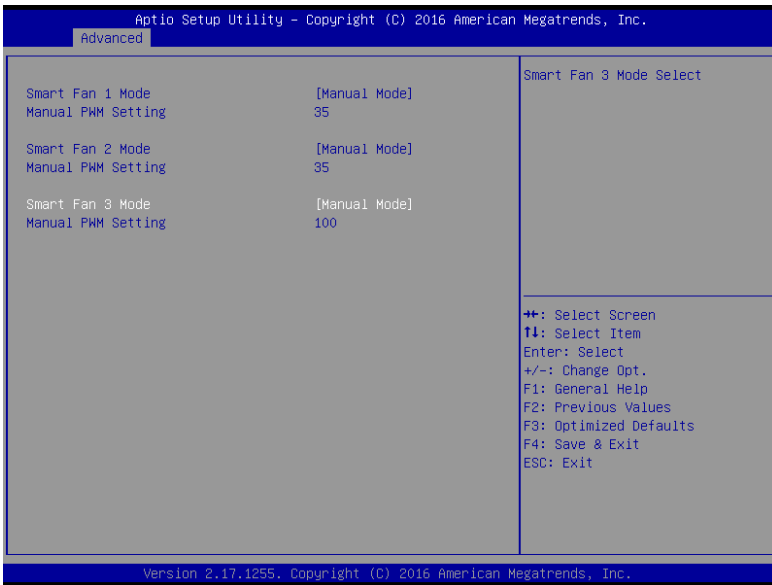 Aptio Setup Utility – Copyright (C) 2016 American Megatrends, Inc.
Advanced
Smart Fan 1 Mode [Manual Mode]
Manual PWM Setting 35
Smart Fan 2 Mode [Manual Mode]
Manual PWM Setting 35
Smart Fan 3 Mode [Manual Mode]
Manual PWM Setting 100
Smart Fan 3 Mode Select
→←: Select Screen
↑↓: Select Item
Enter: Select
+/-: Change Opt.
F1: General Help
F2: Previous Values
F3: Optimized Defaults
F4: Save & Exit
ESC: Exit
Version 2.17.1255. Copyright (C) 2016 American Megatrends, Inc.